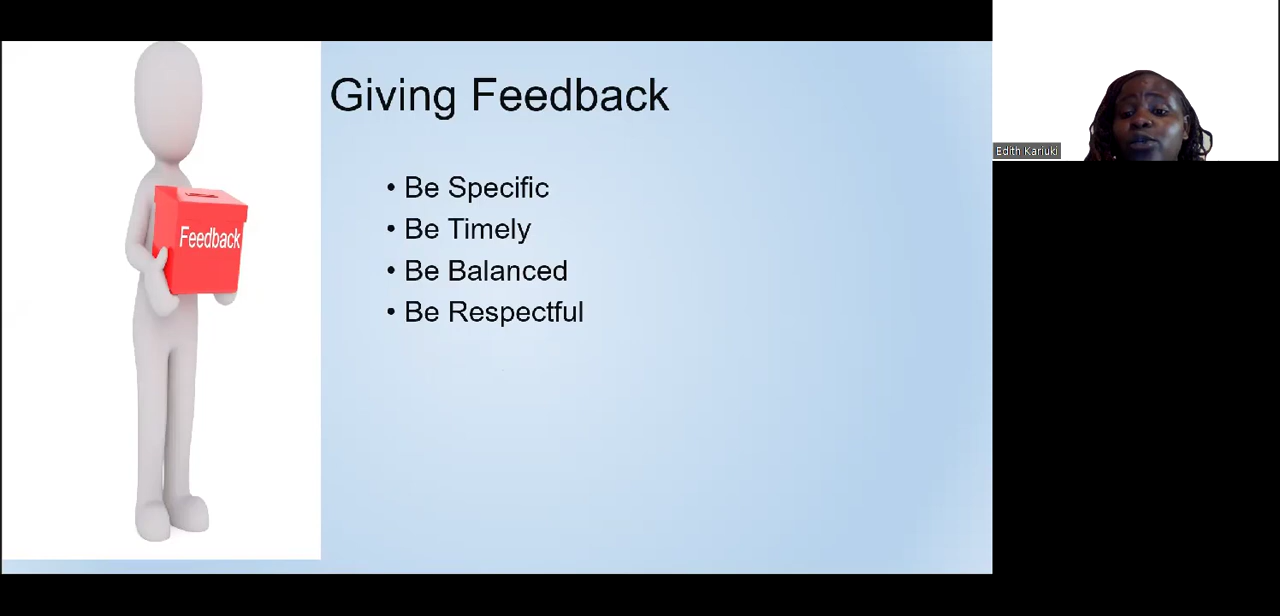 Giving Feedback
Feedback
• Be Specific
• Be Timely
• Be Balanced
• Be Respectful
Edith Kariuki